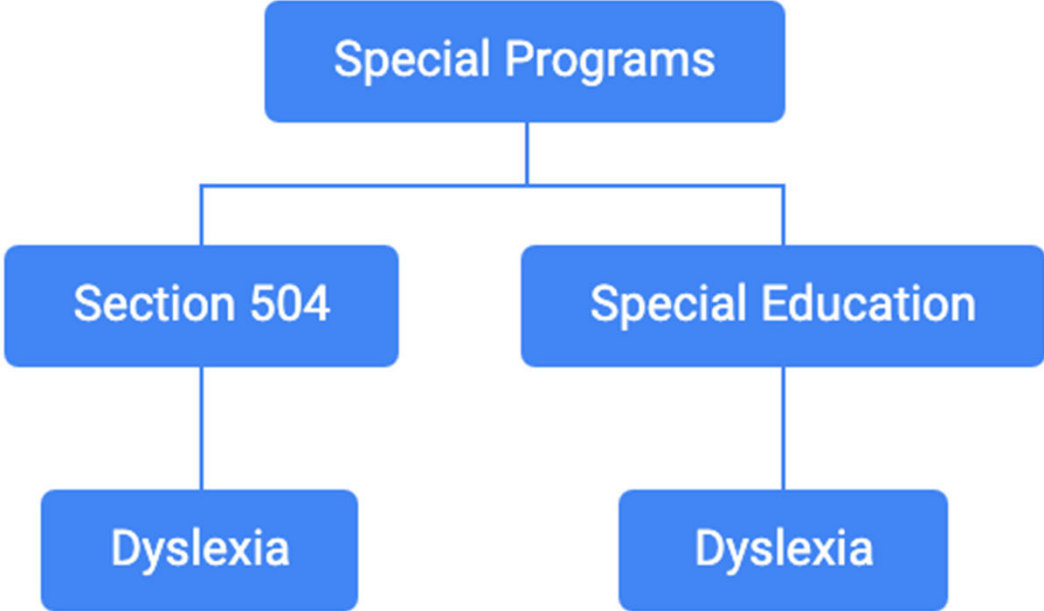 Special Programs
Section 504
Special Education
Dyslexia
Dyslexia